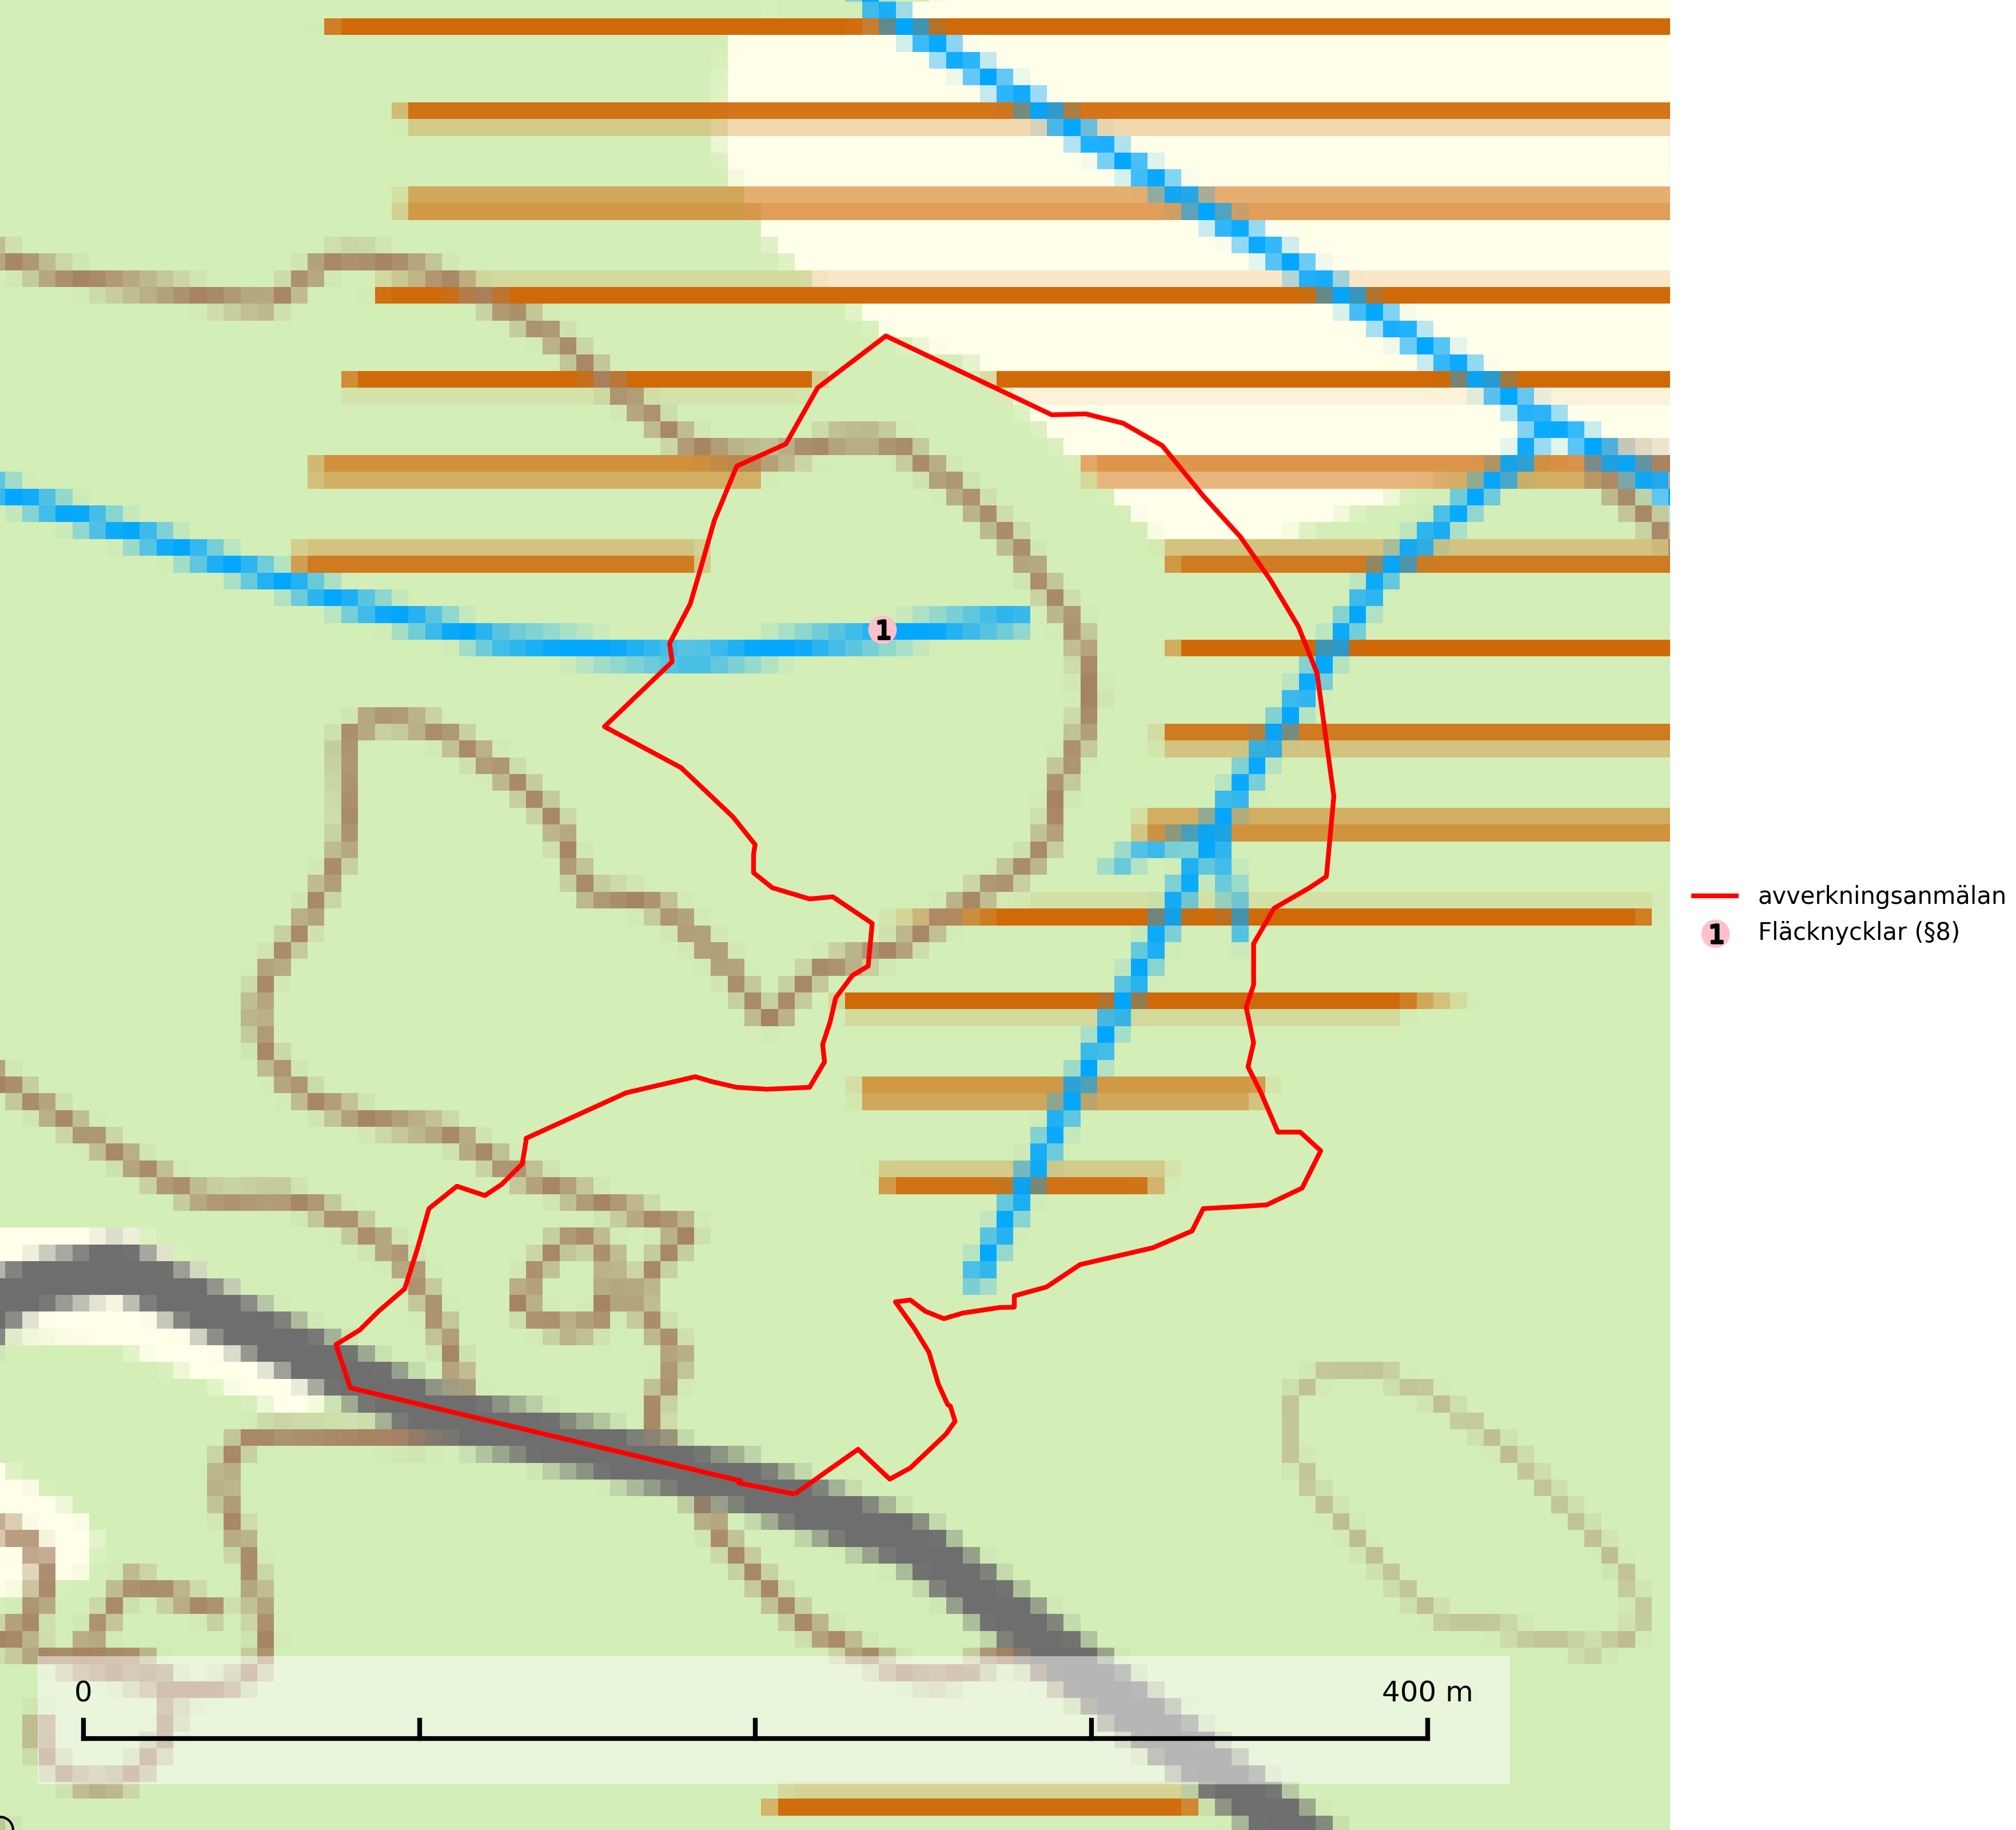 1
avverkningsanmälan
1 Fläcknycklar (§8)
0 400 m